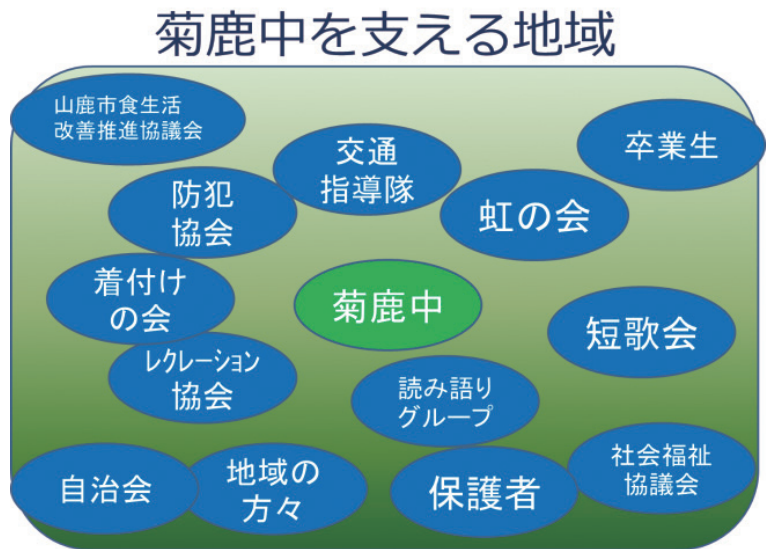 菊鹿中を支える地域
山鹿市食生活
改善推進協議会
交通
指導隊
卒業生
防犯
協会
虹の会
着付け
の会
菊鹿中
短歌会
ﾚｸﾚｰｼｮﾝ
協会
読み語り
グループ
自治会
地域の
方々
保護者
社会福祉
協議会